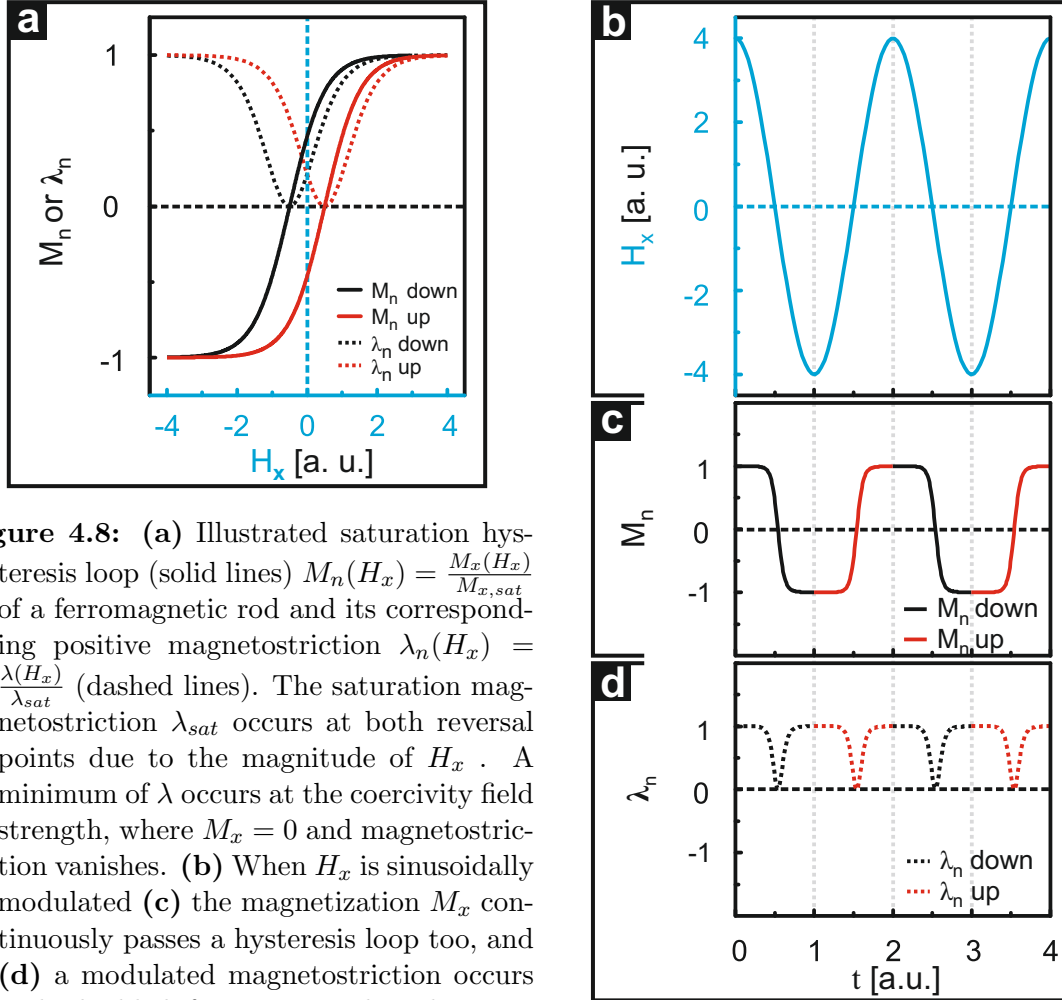 a
1
0
-1
M_n or λ_n
M_n down
M_n up
λ_n down
λ_n up
-4 -2 0 2 4
H_x [a. u.]
gure 4.8: (a) Illustrated saturation hys-
teresis loop (solid lines) M_n(H_x) = M_x(H_x)/M_{x,sat}
of a ferromagnetic rod and its correspond-
ing positive magnetostriction λ_n(H_x) =
λ(H_x)/λ_{sat} (dashed lines). The saturation mag-
netostriction λ_{sat} occurs at both reversal
points due to the magnitude of H_x . A
minimum of λ occurs at the coercivity field
strength, where M_x = 0 and magnetostric-
tion vanishes. (b) When H_x is sinusoidally
modulated (c) the magnetization M_x con-
tinuously passes a hysteresis loop too, and
(d) a modulated magnetostriction occurs
b
4
2
0
-2
-4
H_x [a. u.]
c
1
0
-1
M_n
M_n down
M_n up
d
1
0
-1
λ_n
λ_n down
λ_n up
0 1 2 3 4
t [a.u.]